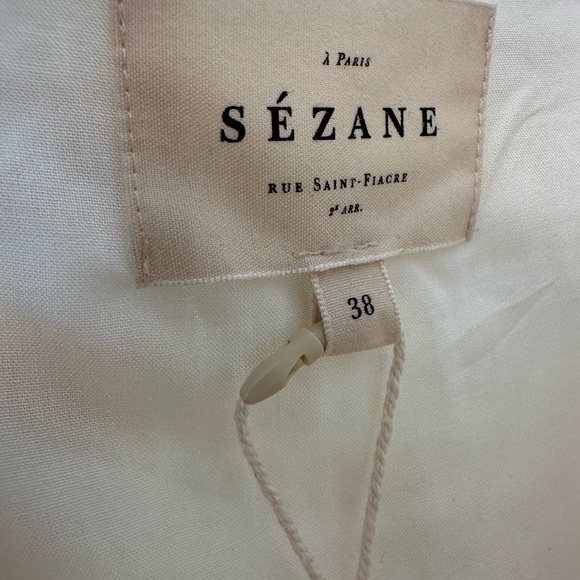 À PARIS
SÉZANE
RUE SAINT-FIACRE
2E ARR.
38